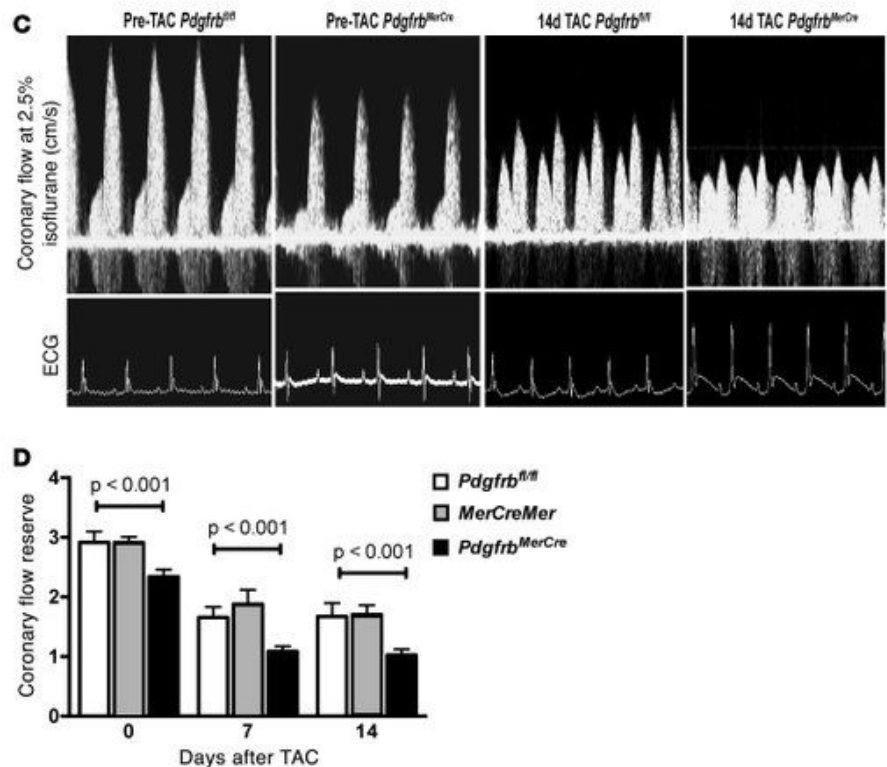 C
Pre-TAC Pdgfrb^fl/fl Pre-TAC Pdgfrb^MerCre 14d TAC Pdgfrb^fl/fl 14d TAC Pdgfrb^MerCre
Coronary flow at 2.5%
isoflurane (cm/s)
ECG
D
Coronary flow reserve
4
3
2
1
0
p < 0.001
p < 0.001
p < 0.001
0 7 14
Days after TAC
Pdgfrb^fl/fl
MerCreMer
Pdgfrb^MerCre